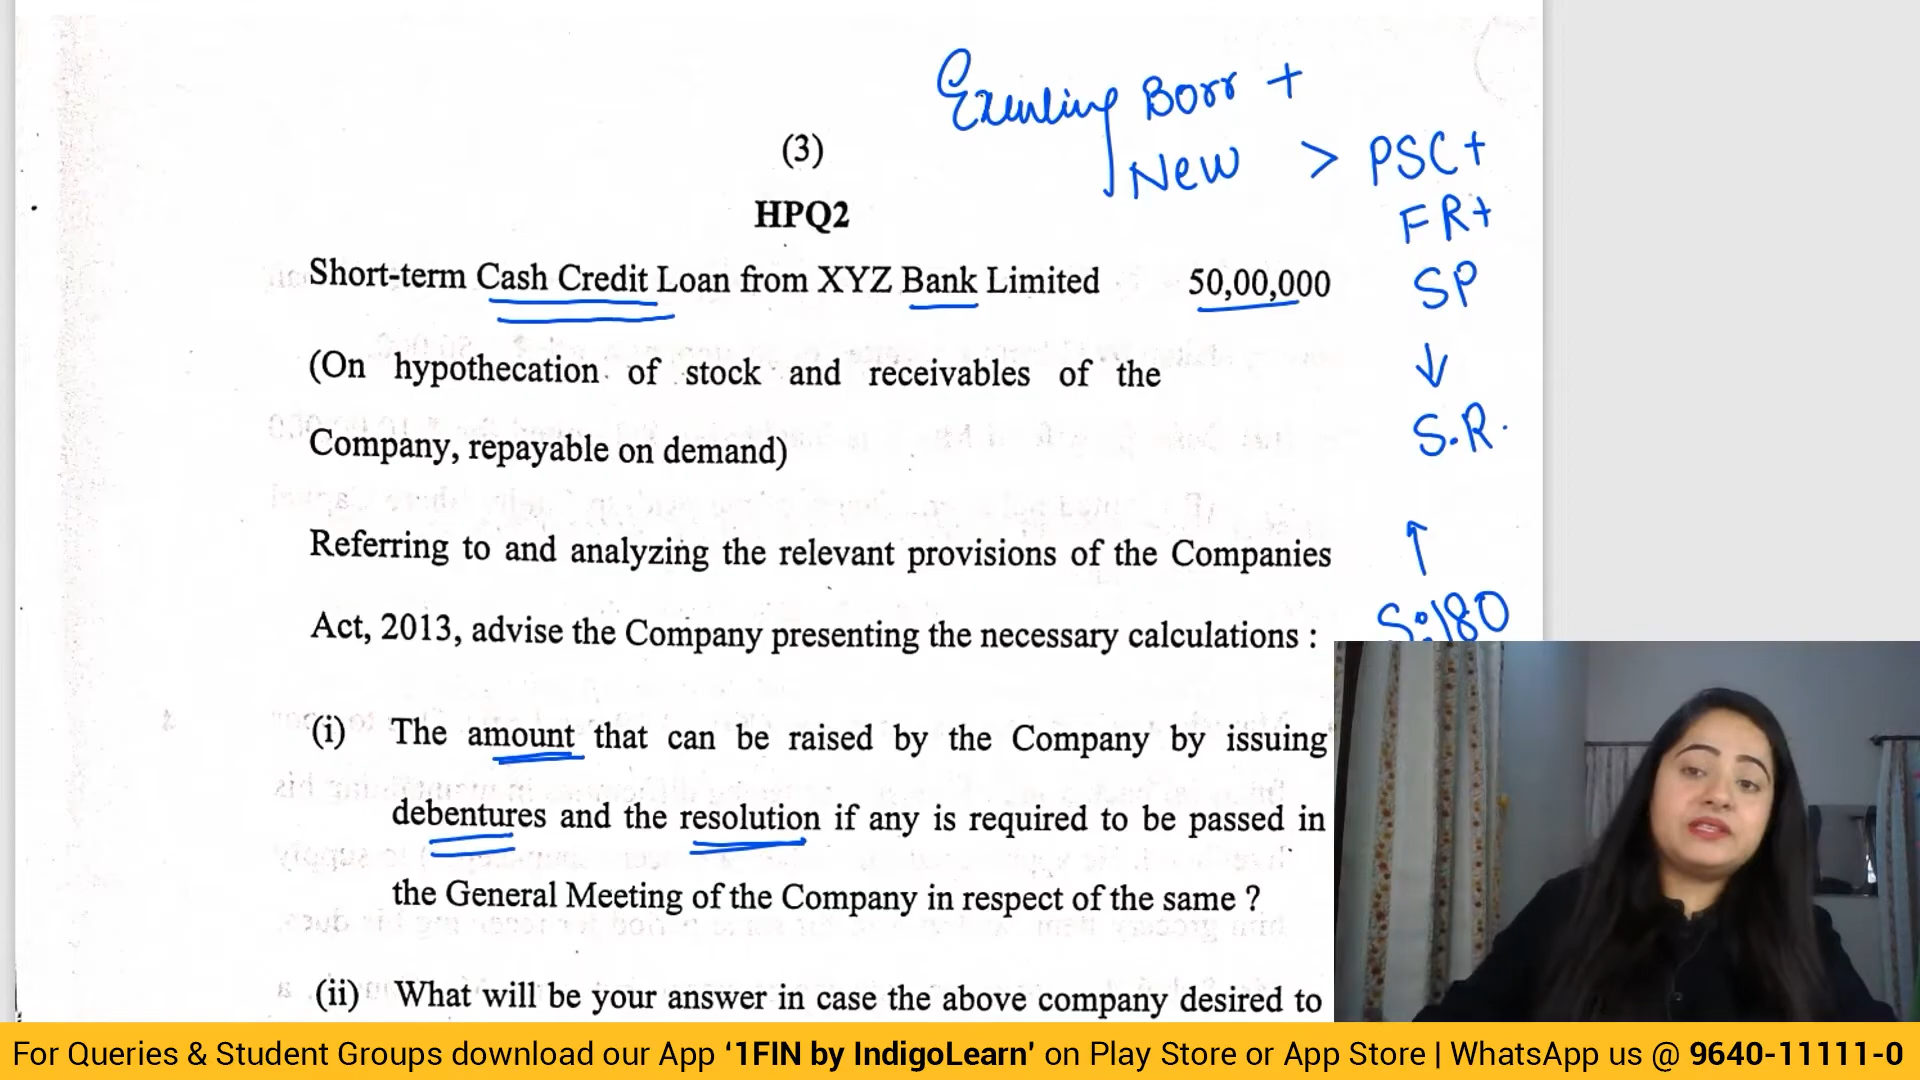 Existing Borr +
New > PSC+
FR+
SP
S.R.
S:180
(3)
HPQ2
Short-term Cash Credit Loan from XYZ Bank Limited 50,00,000
(On hypothecation of stock and receivables of the
Company, repayable on demand)
Referring to and analyzing the relevant provisions of the Companies
Act, 2013, advise the Company presenting the necessary calculations :
(i) The amount that can be raised by the Company by issuing
debentures and the resolution if any is required to be passed in
the General Meeting of the Company in respect of the same ?
(ii) What will be your answer in case the above company desired to
For Queries & Student Groups download our App '1FIN by IndigoLearn' on Play Store or App Store | WhatsApp us @ 9640-11111-0